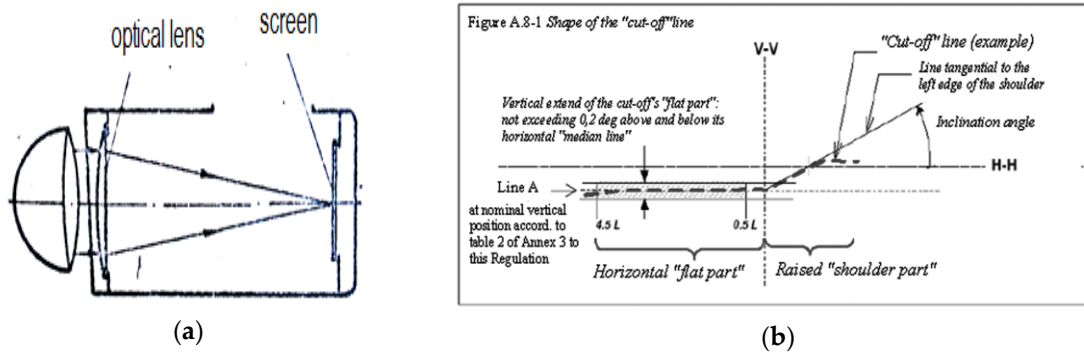 optical lens
screen
(a)
Figure A.8-1 Shape of the "cut-off"line
V-V
"Cut-off" line (example)
Line tangential to the
left edge of the shoulder
Vertical extend of the cut-off's "flat part":
not exceeding 0,2 deg above and below its
horizontal "median line"
Inclination angle
H-H
Line A
at nominal vertical
position accord. to
table 2 of Annex 3 to
this Regulation
4.5 L
0.5 L
Horizontal "flat part"
Raised "shoulder part"
(b)